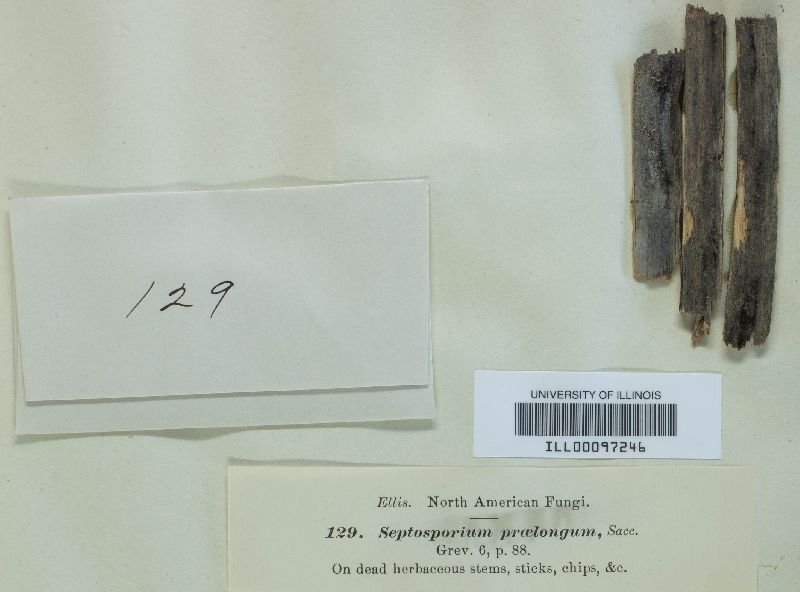 129
UNIVERSITY OF ILLINOIS
ILL00097246
Ellis. North American Fungi.
129. Septosporium prœlongum, Sacc.
Grev. 6, p. 88.
On dead herbaceous stems, sticks, chips, &c.